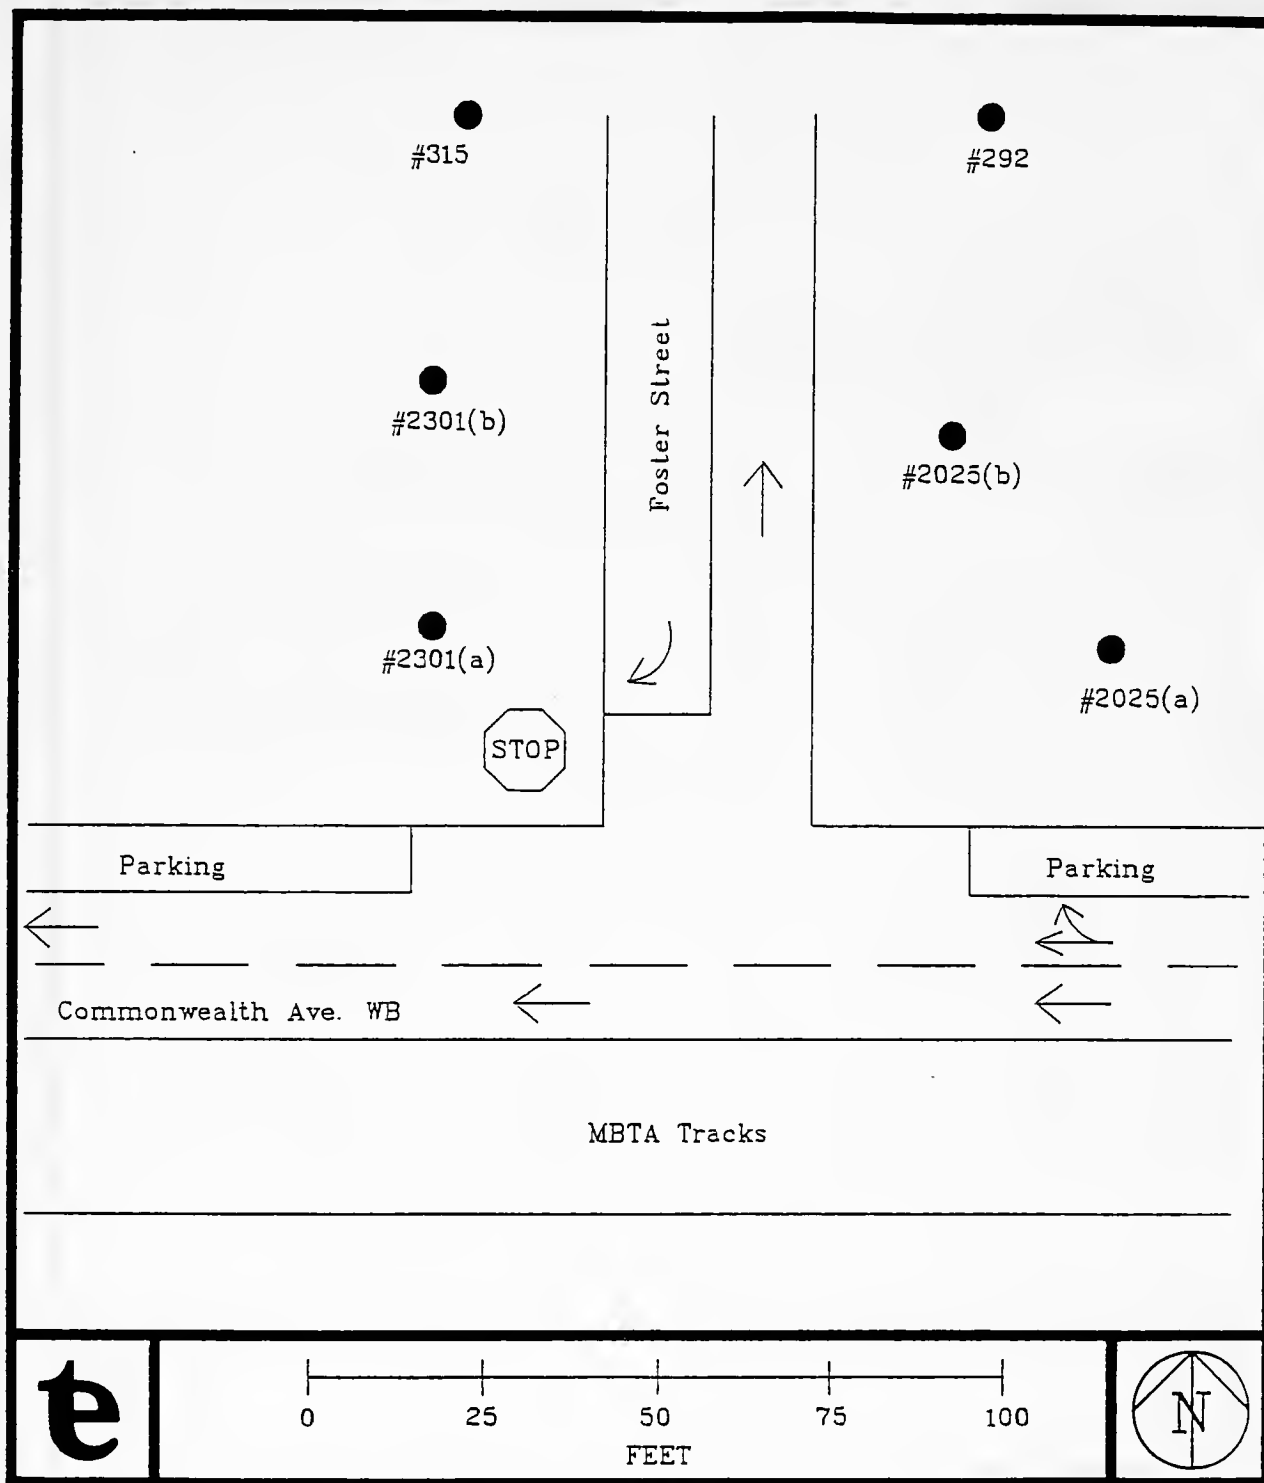 #315
#292
#2301(b)
Foster Street
#2025(b)
#2301(a)
#2025(a)
STOP
Parking
Parking
Commonwealth Ave. WB
MBTA Tracks
te
0 25 50 75 100
FEET
N